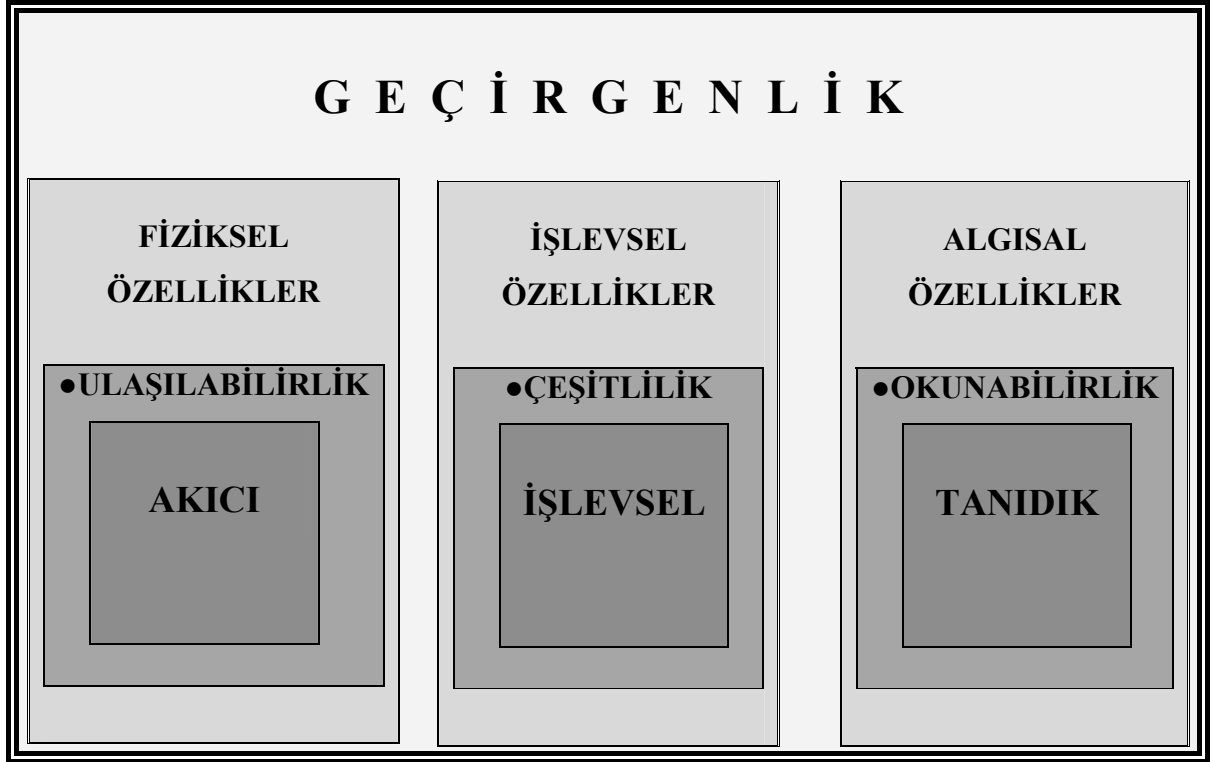 G E Ç İ R G E N L İ K
FİZİKSEL
ÖZELLİKLER
●ULAŞILABİLİRLİK
AKICI
İŞLEVSEL
ÖZELLİKLER
●ÇEŞİTLİLİK
İŞLEVSEL
ALGISAL
ÖZELLİKLER
●OKUNABİLİRLİK
TANIDIK